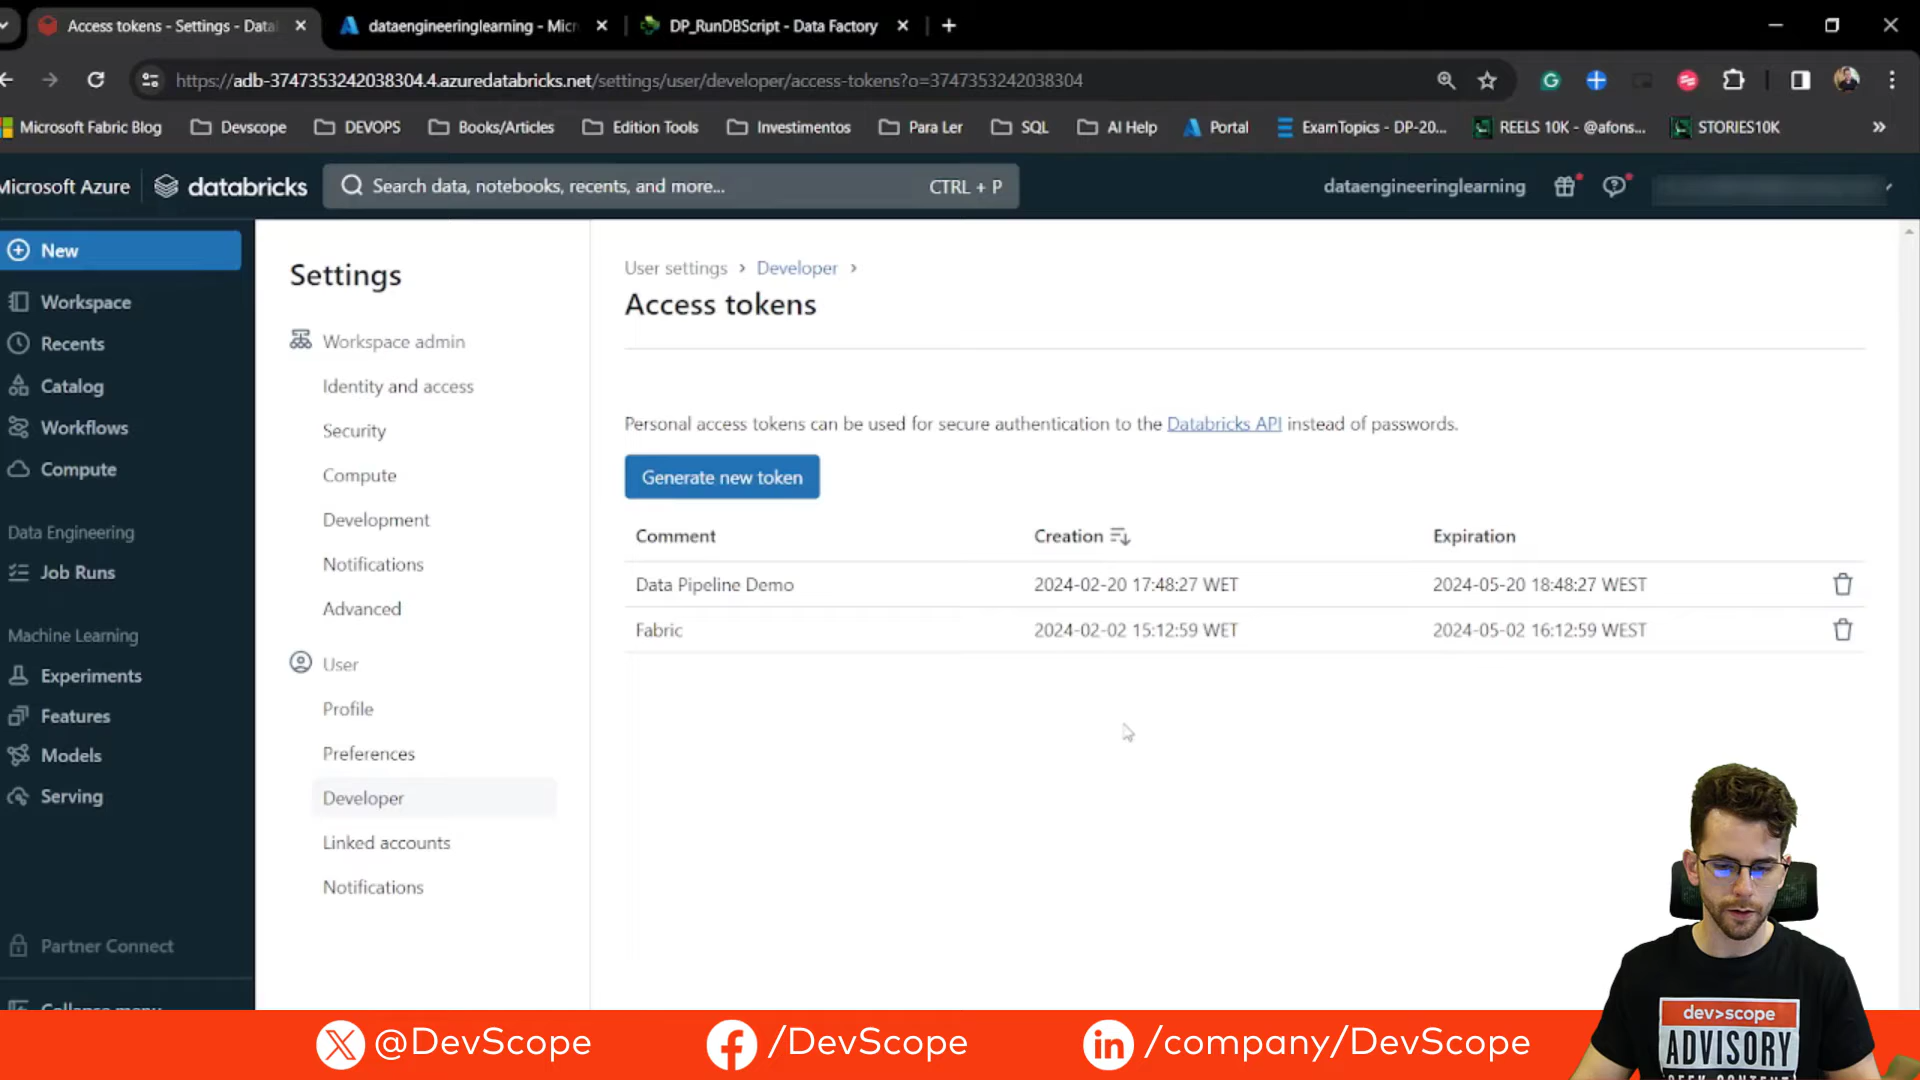 Access tokens - Settings - Data
dataengineeringlearning - Micr
DP_RunDBScript - Data Factory
https://adb-3747353242038304.4.azuredatabricks.net/settings/user/developer/access-tokens?o=3747353242038304
Microsoft Fabric Blog
Devscope
DEVOPS
Books/Articles
Edition Tools
Investimentos
Para Ler
SQL
AI Help
Portal
ExamTopics - DP-20...
REELS 10K - @afons...
STORIES10K
Microsoft Azure
databricks
Search data, notebooks, recents, and more...
CTRL + P
dataengineeringlearning
New
Workspace
Recents
Catalog
Workflows
Compute
Data Engineering
Job Runs
Machine Learning
Experiments
Features
Models
Serving
Partner Connect
Collapse menu
Settings
Workspace admin
Identity and access
Security
Compute
Development
Notifications
Advanced
User
Profile
Preferences
Developer
Linked accounts
Notifications
User settings > Developer >
Access tokens
Personal access tokens can be used for secure authentication to the Databricks API instead of passwords.
Generate new token
Comment Creation Expiration
Data Pipeline Demo 2024-02-20 17:48:27 WET 2024-05-20 18:48:27 WEST
Fabric 2024-02-02 15:12:59 WET 2024-05-02 16:12:59 WEST
dev>scope
ADVISORY
@DevScope
/DevScope
/company/DevScope